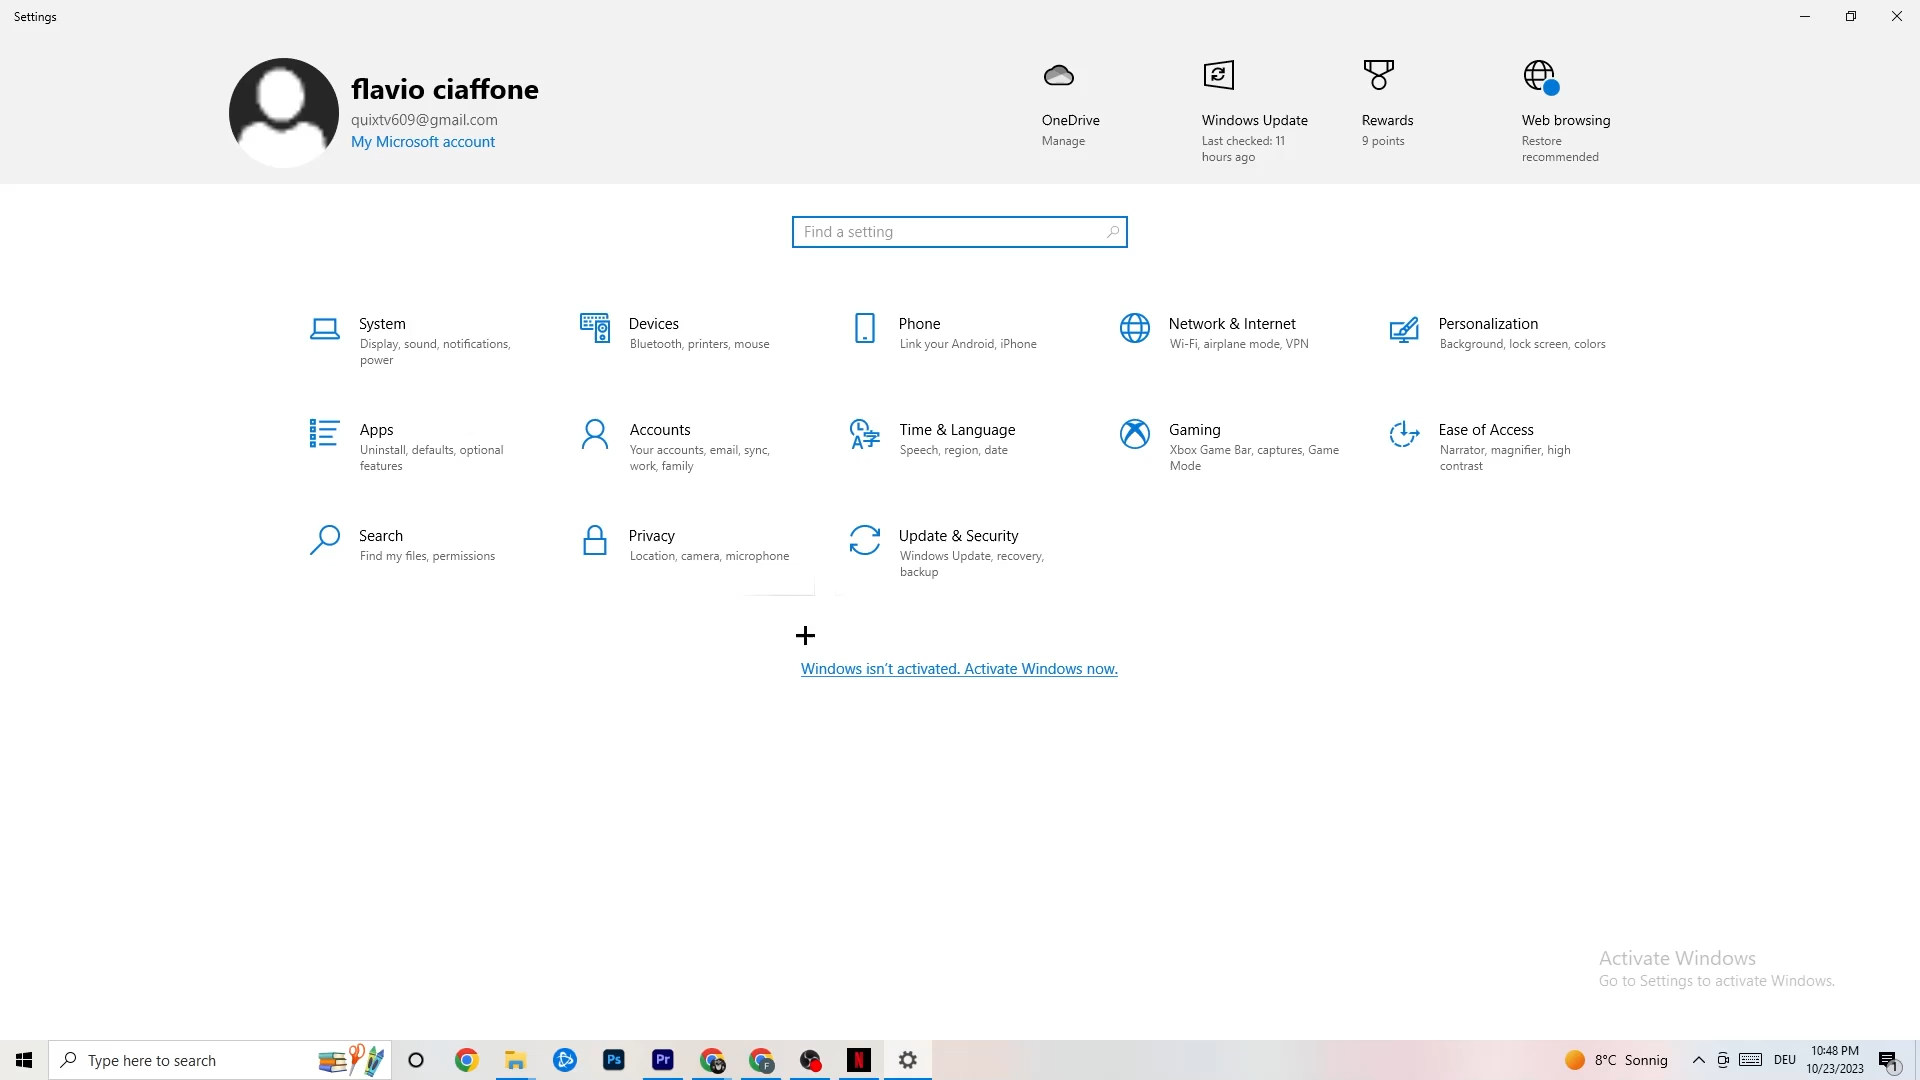 Settings
flavio ciaffone
quixtv609@gmail.com
My Microsoft account
OneDrive
Manage
Windows Update
Last checked: 11
hours ago
Rewards
9 points
Web browsing
Restore
recommended
Find a setting
System
Display, sound, notifications,
power
Devices
Bluetooth, printers, mouse
Phone
Link your Android, iPhone
Network & Internet
Wi-Fi, airplane mode, VPN
Personalization
Background, lock screen, colors
Apps
Uninstall, defaults, optional
features
Accounts
Your accounts, email, sync,
work, family
Time & Language
Speech, region, date
Gaming
Xbox Game Bar, captures, Game
Mode
Ease of Access
Narrator, magnifier, high
contrast
Search
Find my files, permissions
Privacy
Location, camera, microphone
Update & Security
Windows Update, recovery,
backup
Windows isn't activated. Activate Windows now.
Activate Windows
Go to Settings to activate Windows.
Type here to search
Ps
Pr
F
N
8°C Sonnig
DEU
10:48 PM
10/23/2023
1